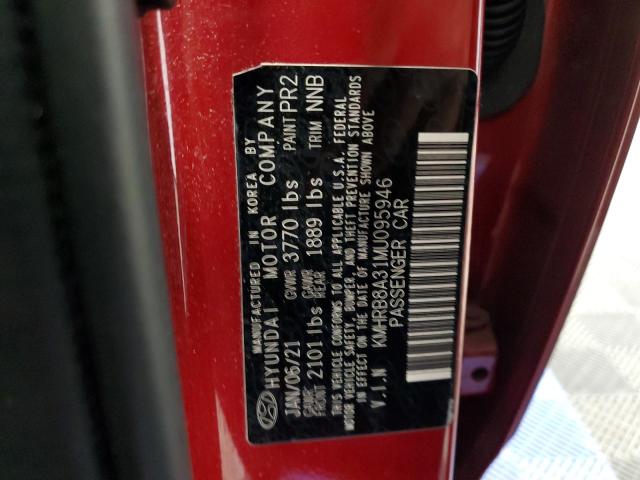 MANUFACTURED IN KOREA BY
HYUNDAI MOTOR COMPANY
JAN/06/21 GVWR 3770 lbs PAINT PR2
GAWR FRONT 2101 lbs GAWR REAR 1889 lbs TRIM NNB
THIS VEHICLE CONFORMS TO ALL APPLICABLE U.S.A. FEDERAL
MOTOR VEHICLE SAFETY, BUMPER, AND THEFT PREVENTION STANDARDS
IN EFFECT ON THE DATE OF MANUFACTURE SHOWN ABOVE
V.I.N KMHRB8A31MU095946
PASSENGER CAR